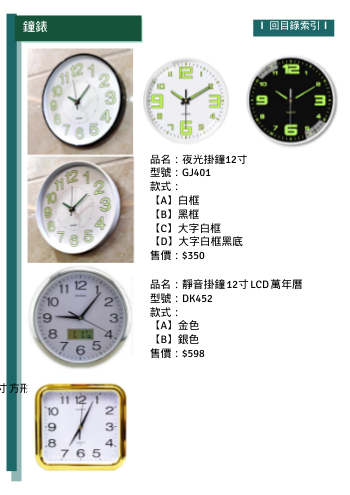 鐘錶
回目錄索引
品名：夜光掛鐘12寸
型號：GJ401
款式：
【A】白框
【B】黑框
【C】大字白框
【D】大字白框黑底
售價：$350
品名：靜音掛鐘12寸 LCD 萬年曆
型號：DK452
款式：
【A】金色
【B】銀色
售價：$598
寸 方形